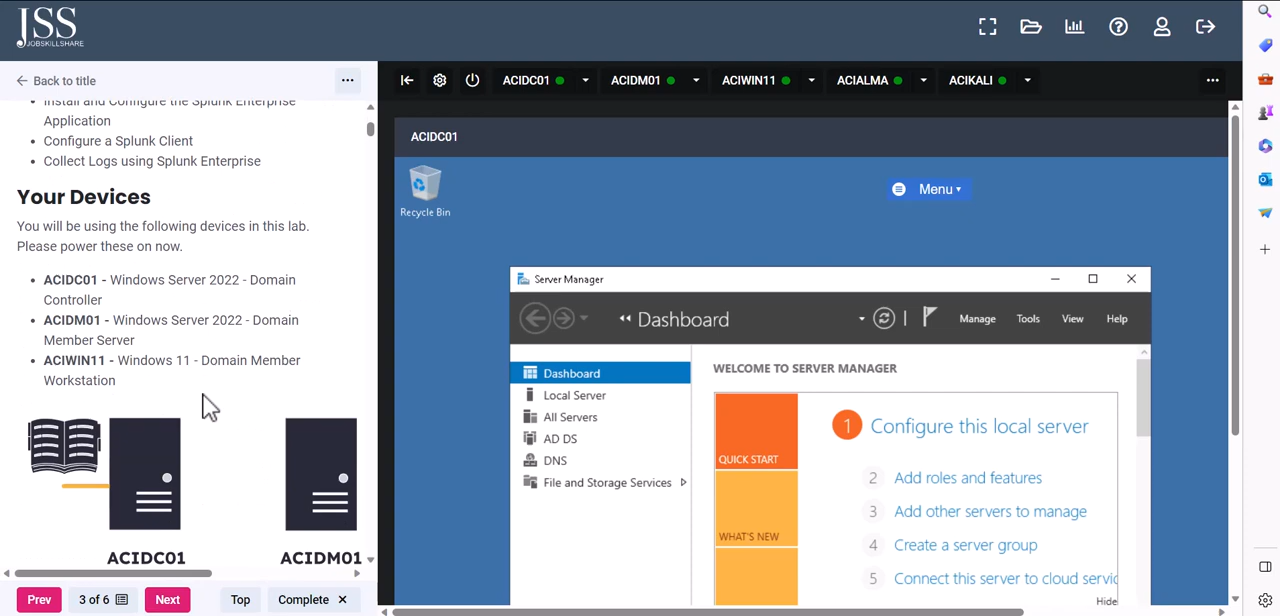 JSS
JOBSKILLSHARE
Back to title
Install and Configure the Splunk Enterprise
Application
Configure a Splunk Client
Collect Logs using Splunk Enterprise
Your Devices
You will be using the following devices in this lab.
Please power these on now.
ACIDC01 - Windows Server 2022 - Domain
Controller
ACIDM01 - Windows Server 2022 - Domain
Member Server
ACIWIN11 - Windows 11 - Domain Member
Workstation
ACIDC01
ACIDM01
Prev
3 of 6
Next
Top
Complete
ACIDC01
ACIDM01
ACIWIN11
ACIALMA
ACIKALI
ACIDC01
Recycle Bin
Menu
Server Manager
Dashboard
Manage
Tools
View
Help
Dashboard
Local Server
All Servers
AD DS
DNS
File and Storage Services
WELCOME TO SERVER MANAGER
QUICK START
WHAT'S NEW
1 Configure this local server
2 Add roles and features
3 Add other servers to manage
4 Create a server group
5 Connect this server to cloud servic
Hide